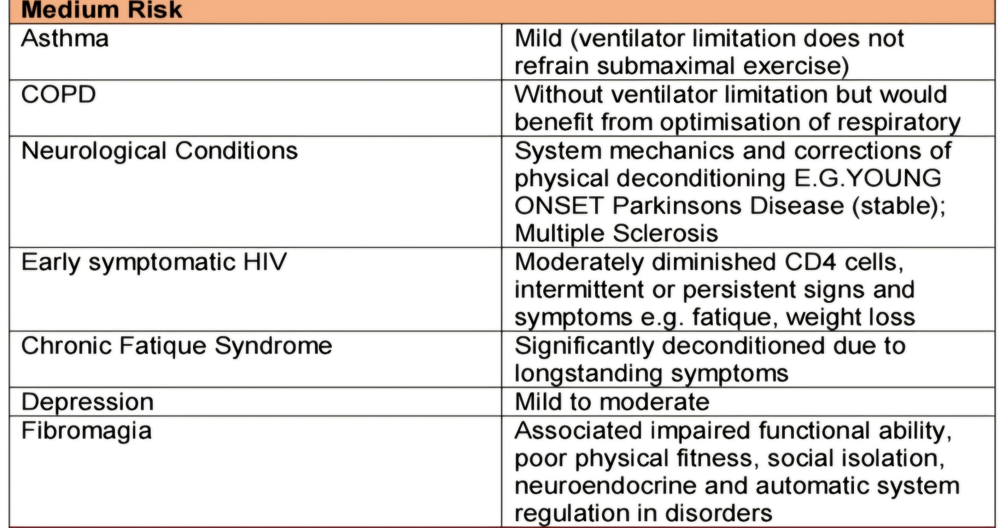 Medium Risk
Asthma
Mild (ventilator limitation does not
refrain submaximal exercise)
COPD
Without ventilator limitation but would
benefit from optimisation of respiratory
Neurological Conditions
System mechanics and corrections of
physical deconditioning E.G.YOUNG
ONSET Parkinsons Disease (stable);
Multiple Sclerosis
Early symptomatic HIV
Moderately diminished CD4 cells,
intermittent or persistent signs and
symptoms e.g. fatique, weight loss
Chronic Fatique Syndrome
Significantly deconditioned due to
longstanding symptoms
Depression
Mild to moderate
Fibromagia
Associated impaired functional ability,
poor physical fitness, social isolation,
neuroendocrine and automatic system
regulation in disorders